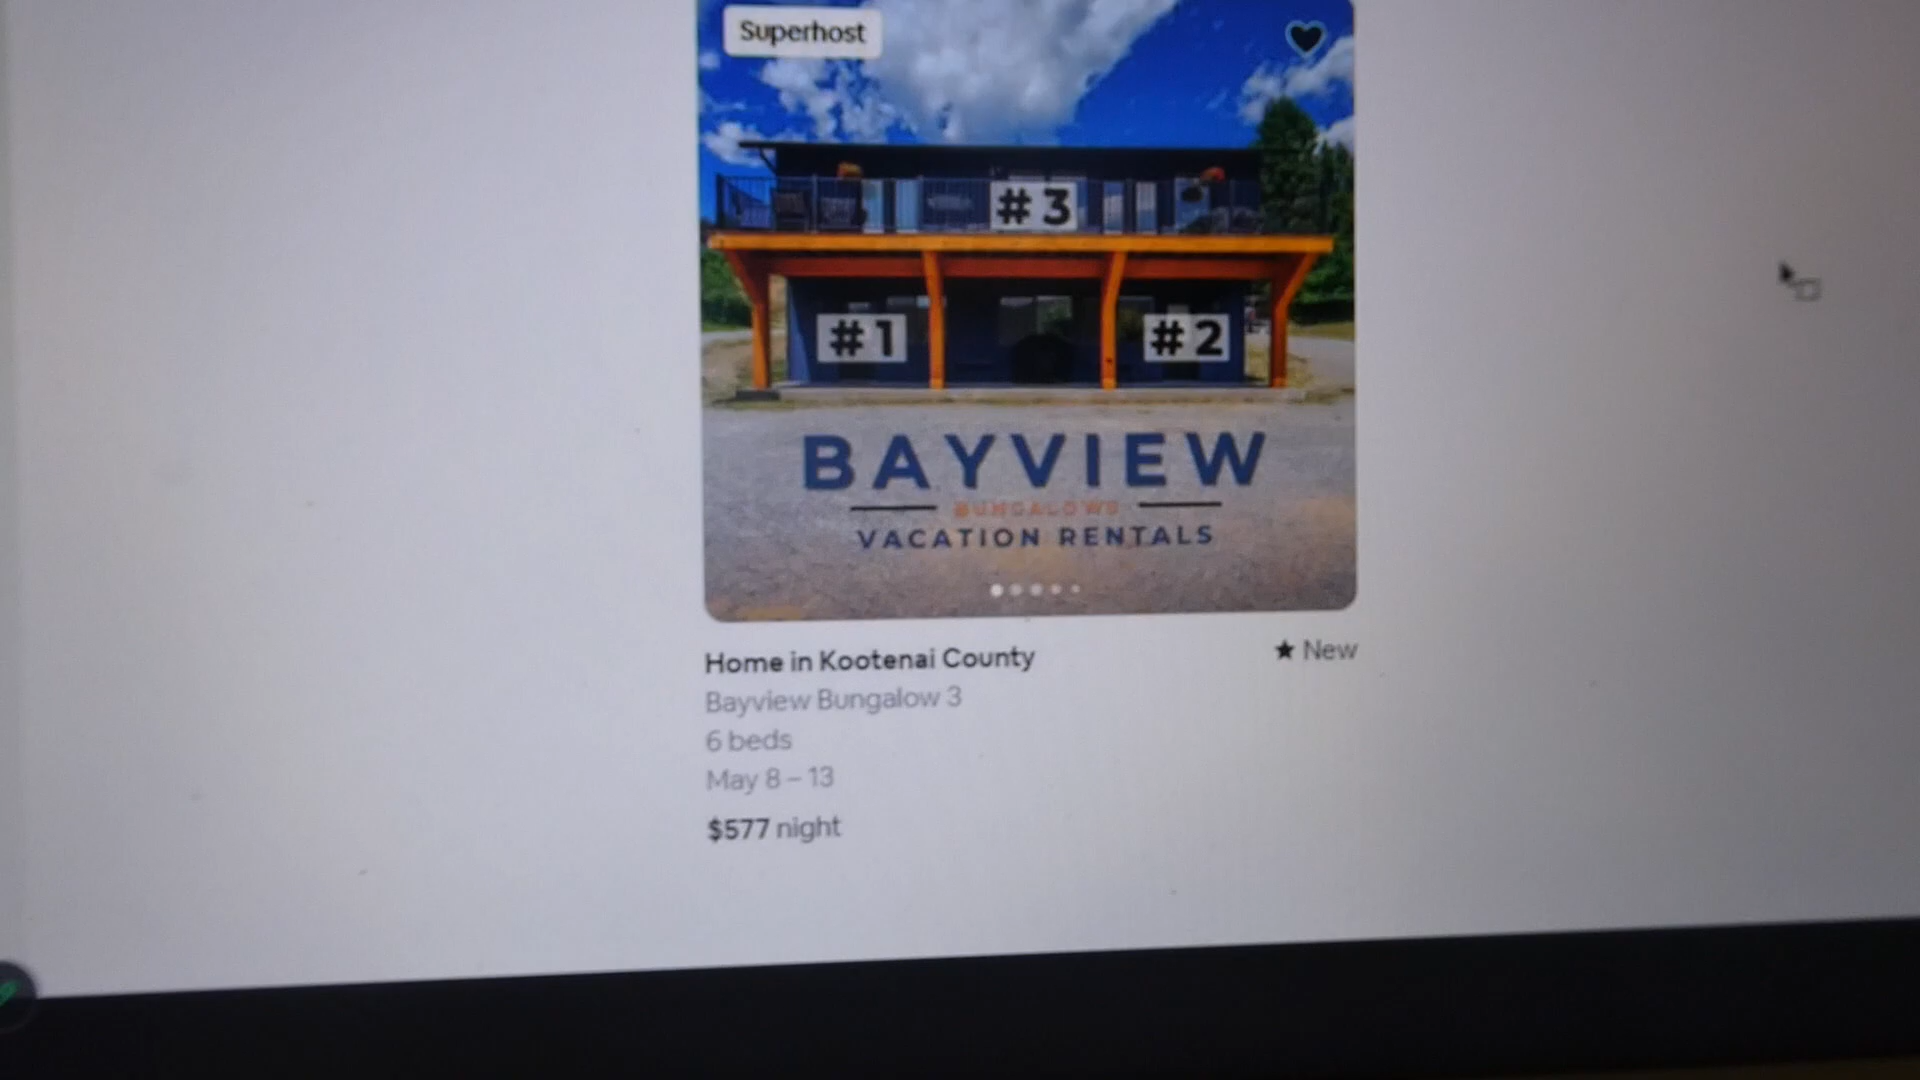 Superhost
#3
#1
#2
BAYVIEW
BUNGALOWS
VACATION RENTALS
Home in Kootenai County
★ New
Bayview Bungalow 3
6 beds
May 8 – 13
$577 night